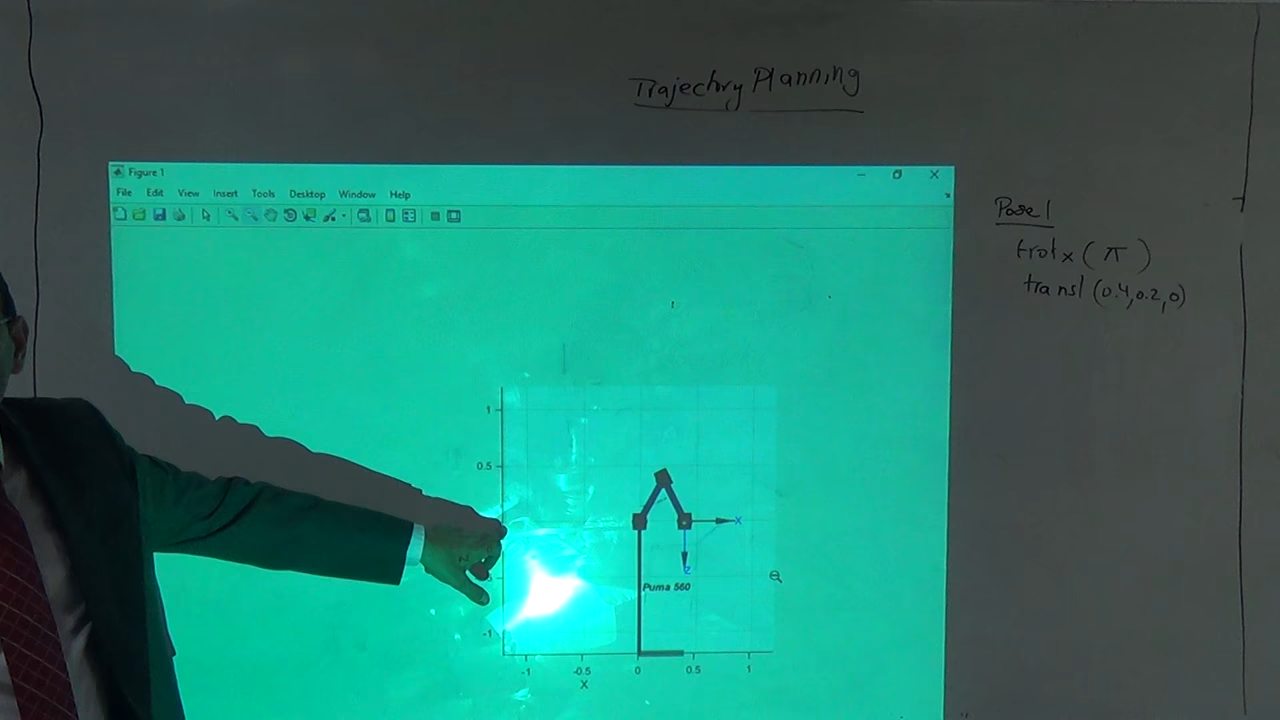 Trajectory Planning
Figure 1
File Edit View Insert Tools Desktop Window Help
Pose 1
trotx(π)
transl(0.4,0.2,0)
1
0.5
X
Z
Puma 560
-1
-1 -0.5 0 0.5 1
X